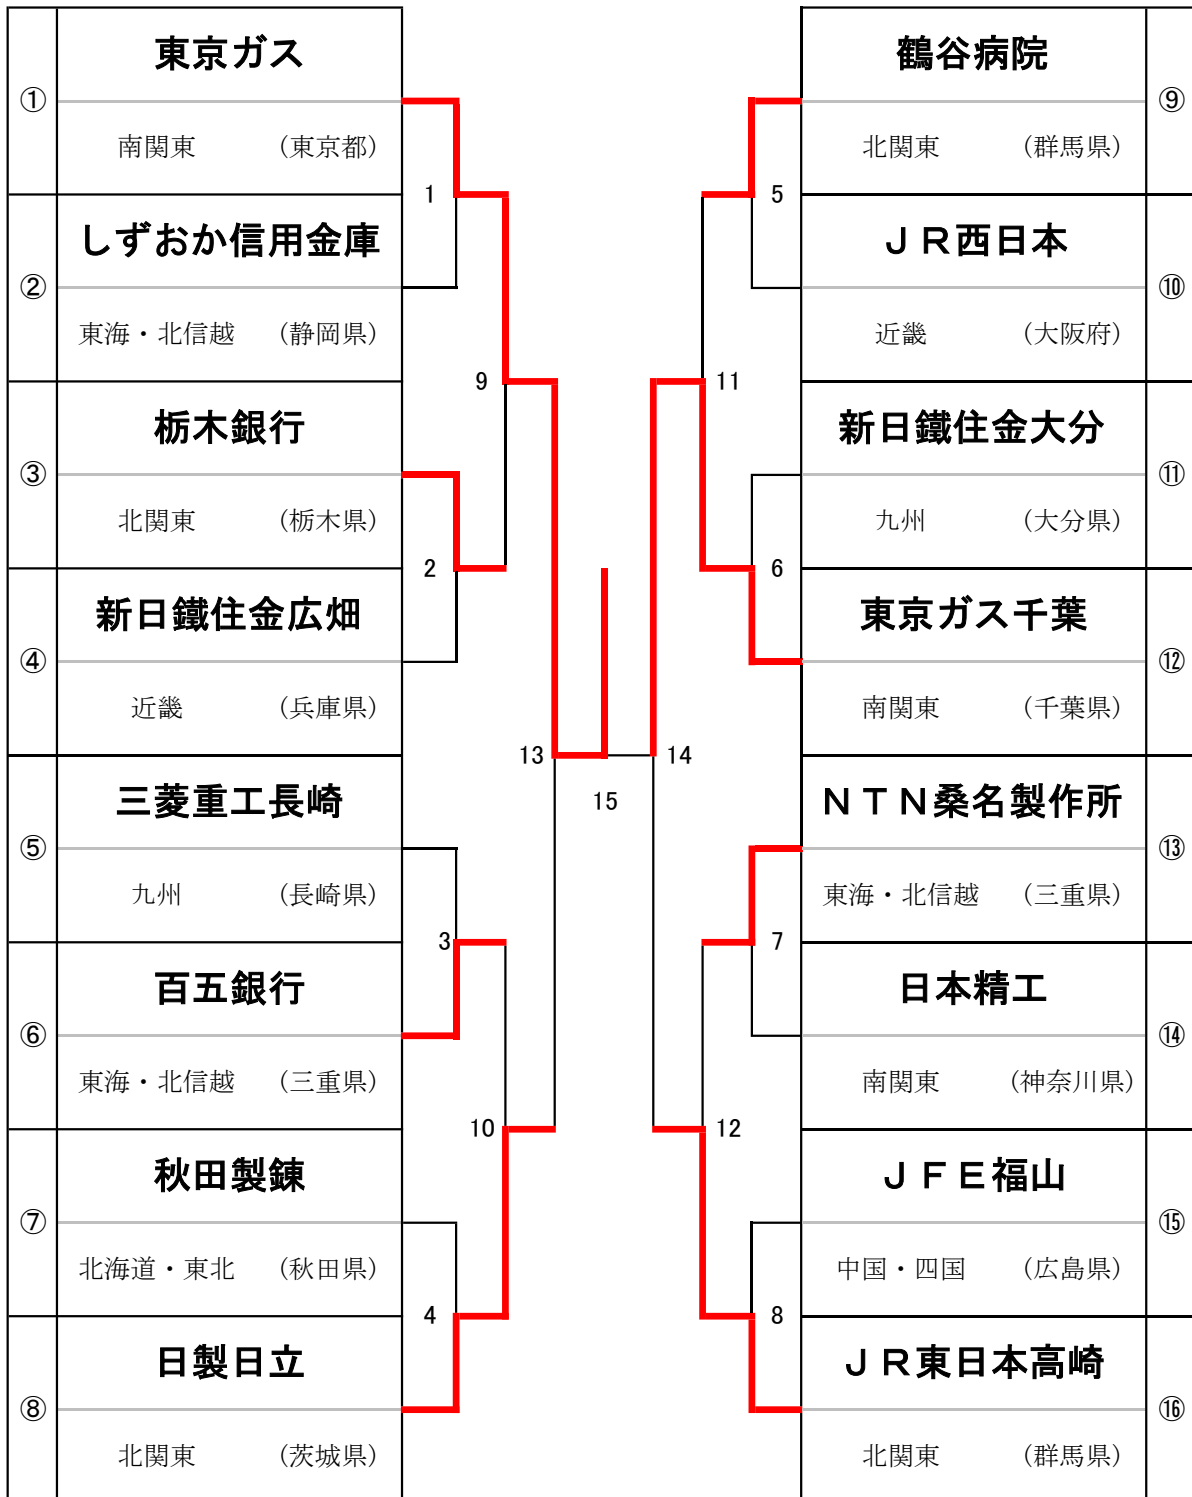 東京ガス
①
南関東 (東京都)
しずおか信用金庫
②
東海・北信越 (静岡県)
栃木銀行
③
北関東 (栃木県)
新日鐵住金広畑
④
近畿 (兵庫県)
三菱重工長崎
⑤
九州 (長崎県)
百五銀行
⑥
東海・北信越 (三重県)
秋田製錬
⑦
北海道・東北 (秋田県)
日製日立
⑧
北関東 (茨城県)
1
2
3
4
9
10
13
15
14
11
12
5
6
7
8
鶴谷病院
⑨
北関東 (群馬県)
ＪＲ西日本
⑩
近畿 (大阪府)
新日鐵住金大分
⑪
九州 (大分県)
東京ガス千葉
⑫
南関東 (千葉県)
ＮＴＮ桑名製作所
⑬
東海・北信越 (三重県)
日本精工
⑭
南関東 (神奈川県)
ＪＦＥ福山
⑮
中国・四国 (広島県)
ＪＲ東日本高崎
⑯
北関東 (群馬県)